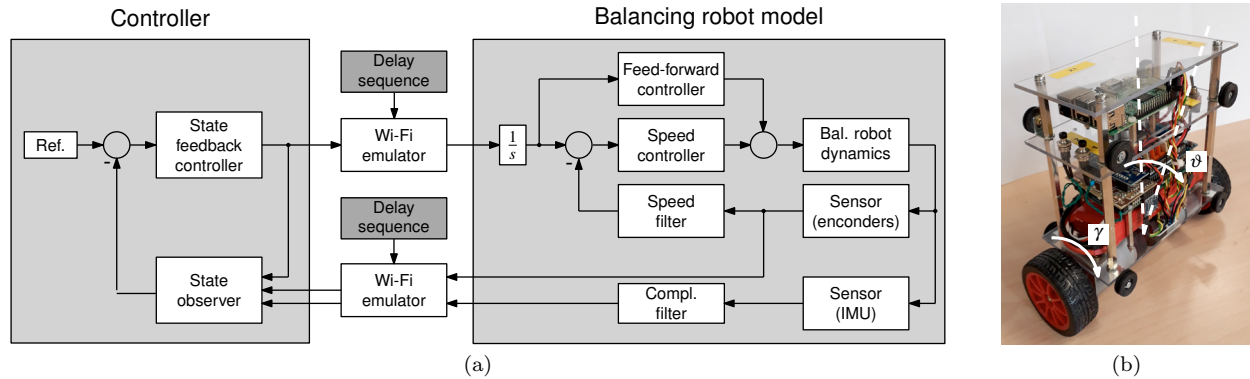 Controller
Balancing robot model
Delay
sequence
Feed-forward
controller
Ref.
-
State
feedback
controller
Wi-Fi
emulator
1
s
-
Speed
controller
Bal. robot
dynamics
Delay
sequence
Speed
filter
Sensor
(enconders)
State
observer
Wi-Fi
emulator
Compl.
filter
Sensor
(IMU)
(a)
ϑ
γ
(b)